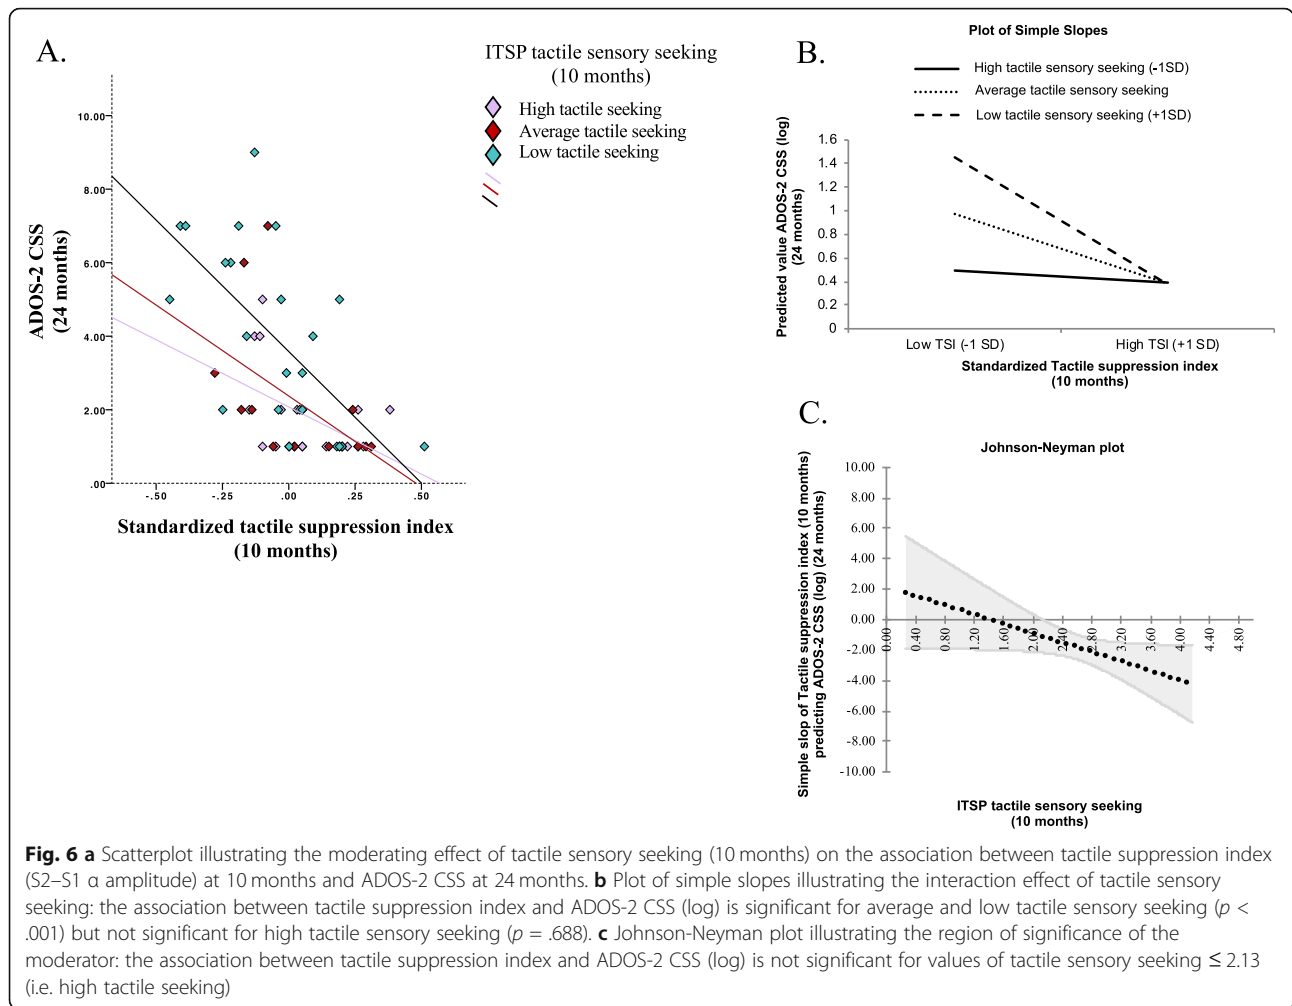 A.
ITSP tactile sensory seeking
(10 months)
High tactile seeking
Average tactile seeking
Low tactile seeking
10.00
8.00
6.00
4.00
2.00
.00
-.50
-.25
.00
.25
.50
ADOS-2 CSS
(24 months)
Standardized tactile suppression index
(10 months)
B.
Plot of Simple Slopes
High tactile sensory seeking (-1SD)
Average tactile sensory seeking
Low tactile sensory seeking (+1SD)
1.6
1.4
1.2
1
0.8
0.6
0.4
0.2
0
Predicted value ADOS-2 CSS (log)
(24 months)
Low TSI (-1 SD)
High TSI (+1 SD)
Standardized Tactile suppression index
(10 months)
C.
Johnson-Neyman plot
10.00
8.00
6.00
4.00
2.00
0.00
-2.00
-4.00
-6.00
-8.00
-10.00
0.00
0.40
0.80
1.20
1.60
2.00
2.40
2.80
3.20
3.60
4.00
4.40
4.80
Simple slop of Tactile suppression index (10 months)
predicting ADOS-2 CSS (log) (24 months)
ITSP tactile sensory seeking
(10 months)
Fig. 6 a Scatterplot illustrating the moderating effect of tactile sensory seeking (10 months) on the association between tactile suppression index
(S2–S1 α amplitude) at 10 months and ADOS-2 CSS at 24 months. b Plot of simple slopes illustrating the interaction effect of tactile sensory
seeking: the association between tactile suppression index and ADOS-2 CSS (log) is significant for average and low tactile sensory seeking (p <
.001) but not significant for high tactile sensory seeking (p = .688). c Johnson-Neyman plot illustrating the region of significance of the
moderator: the association between tactile suppression index and ADOS-2 CSS (log) is not significant for values of tactile sensory seeking ≤ 2.13
(i.e. high tactile seeking)